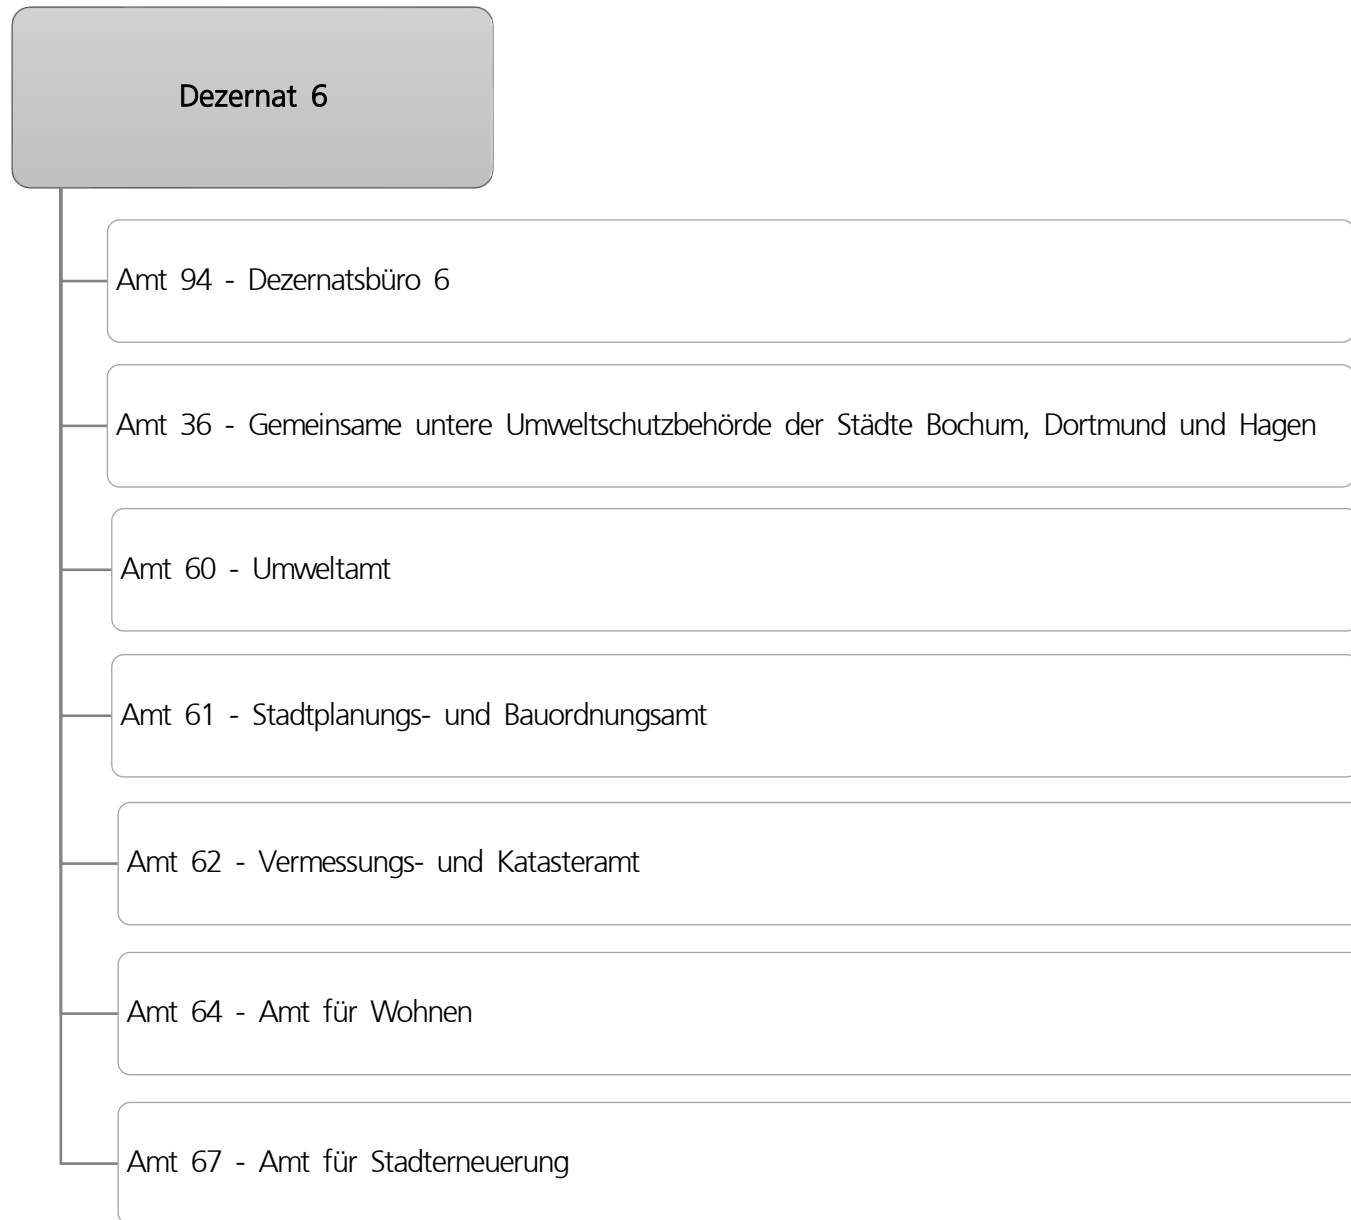 Dezernat 6
Amt 94 - Dezernatsbüro 6
Amt 36 - Gemeinsame untere Umweltschutzbehörde der Städte Bochum, Dortmund und Hagen
Amt 60 - Umweltamt
Amt 61 - Stadtplanungs- und Bauordnungsamt
Amt 62 - Vermessungs- und Katasteramt
Amt 64 - Amt für Wohnen
Amt 67 - Amt für Stadterneuerung